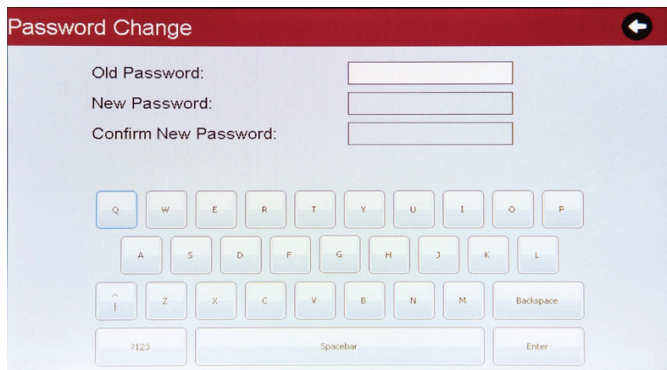 Password Change
Old Password:
New Password:
Confirm New Password:
Q W E R T Y U I O P
A S D F G H J K L
Z X C V B N M Backspace
?123 Spacebar Enter